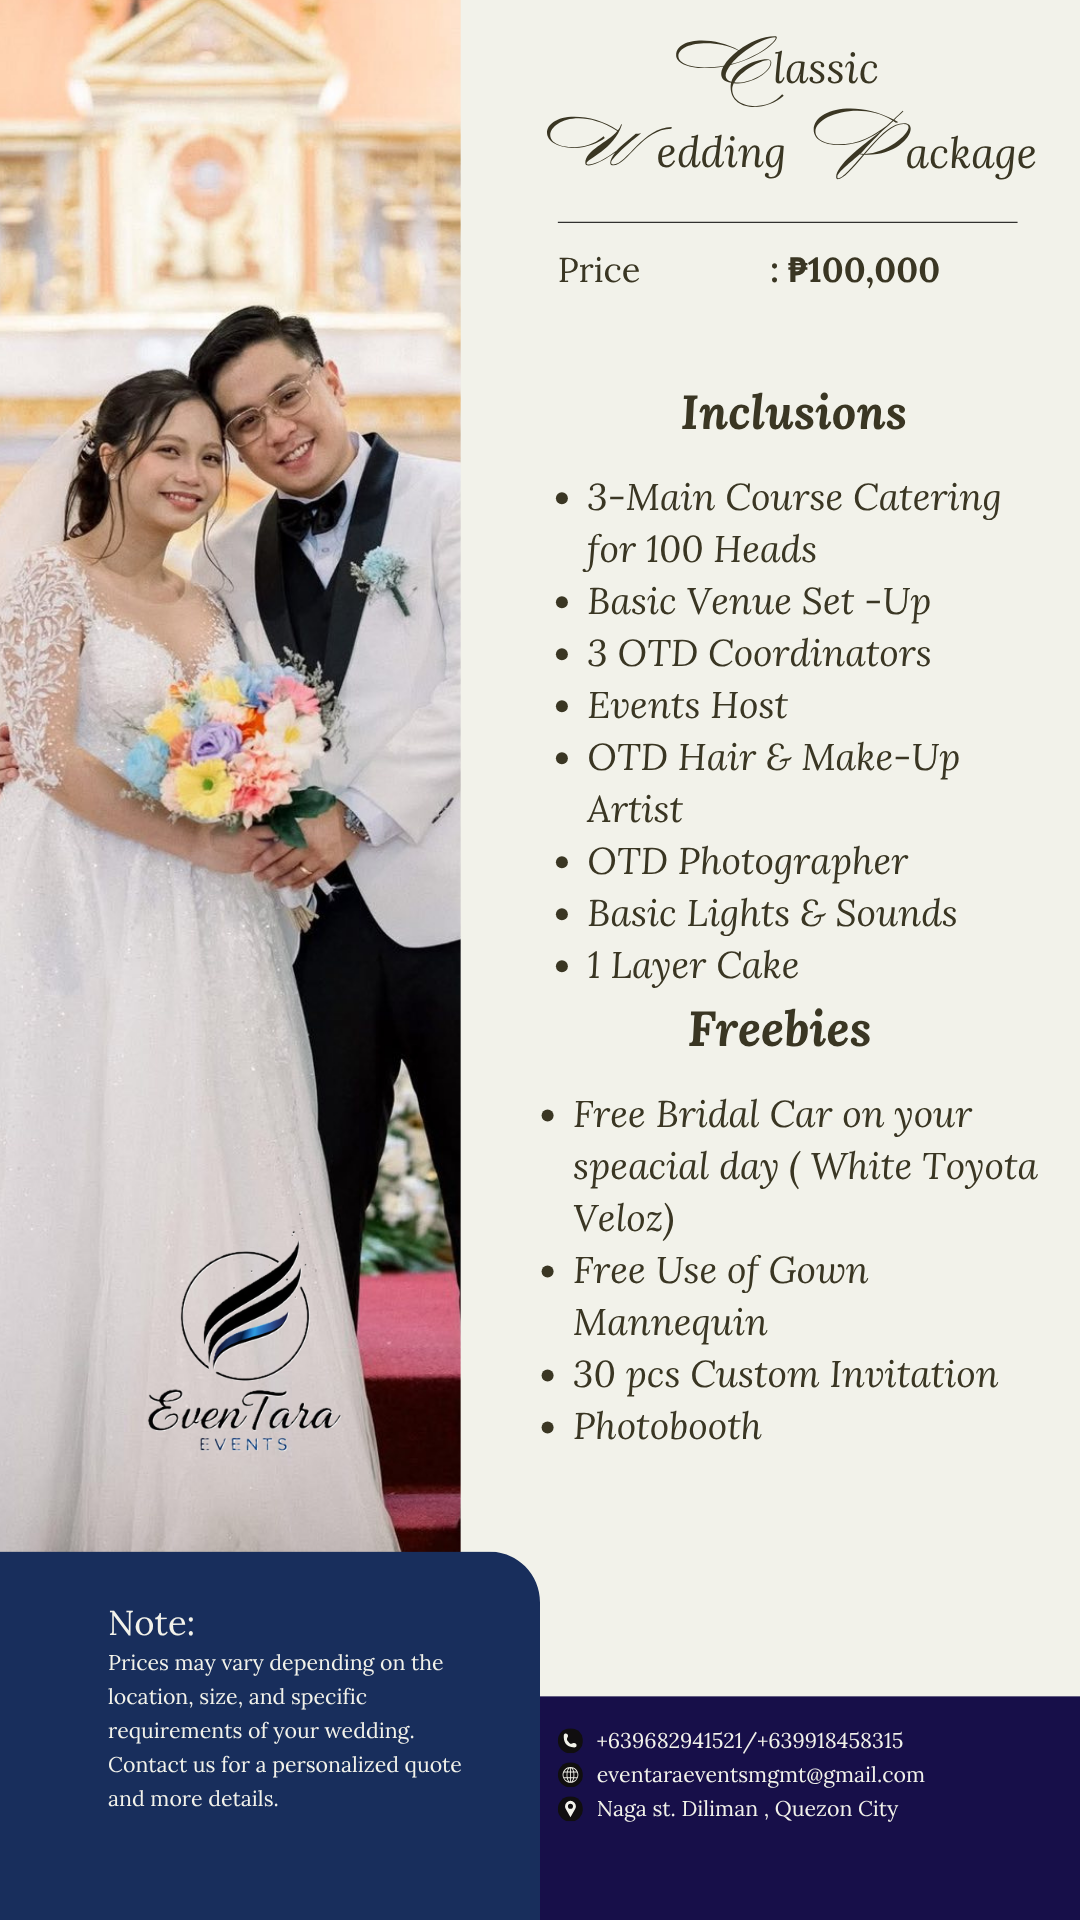 Classic
Wedding Package
Price : ₱100,000
Inclusions
• 3-Main Course Catering
for 100 Heads
• Basic Venue Set -Up
• 3 OTD Coordinators
• Events Host
• OTD Hair & Make-Up
Artist
• OTD Photographer
• Basic Lights & Sounds
• 1 Layer Cake
Freebies
• Free Bridal Car on your
speacial day ( White Toyota
Veloz)
• Free Use of Gown
Mannequin
• 30 pcs Custom Invitation
• Photobooth
EvenTara
EVENTS
Note:
Prices may vary depending on the
location, size, and specific
requirements of your wedding.
Contact us for a personalized quote
and more details.
+639682941521/+639918458315
eventaraeventsmgmt@gmail.com
Naga st. Diliman , Quezon City